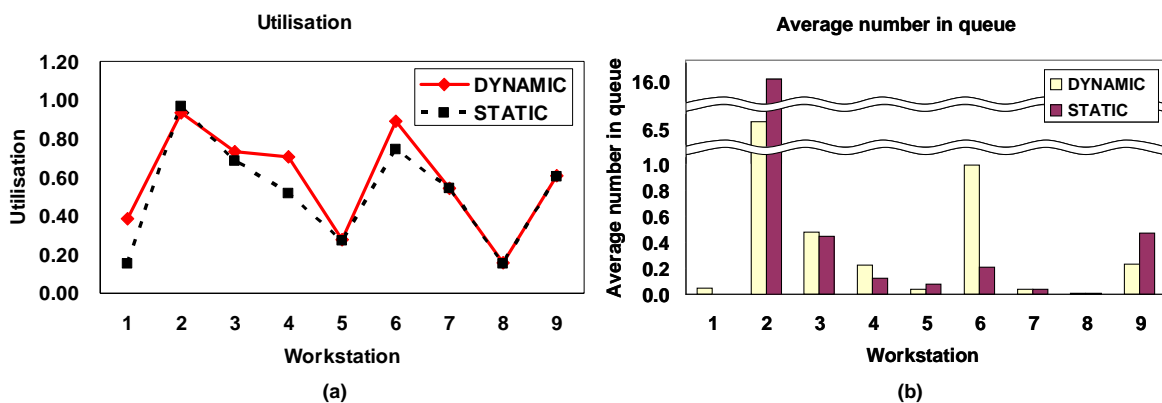 Utilisation
1.20
1.00
0.80
0.60
0.40
0.20
0.00
Utilisation
DYNAMIC
STATIC
1 2 3 4 5 6 7 8 9
Workstation
(a)
Average number in queue
16.0
6.5
1.0
0.8
0.6
0.4
0.2
0.0
Average number in queue
DYNAMIC
STATIC
1 2 3 4 5 6 7 8 9
Workstation
(b)